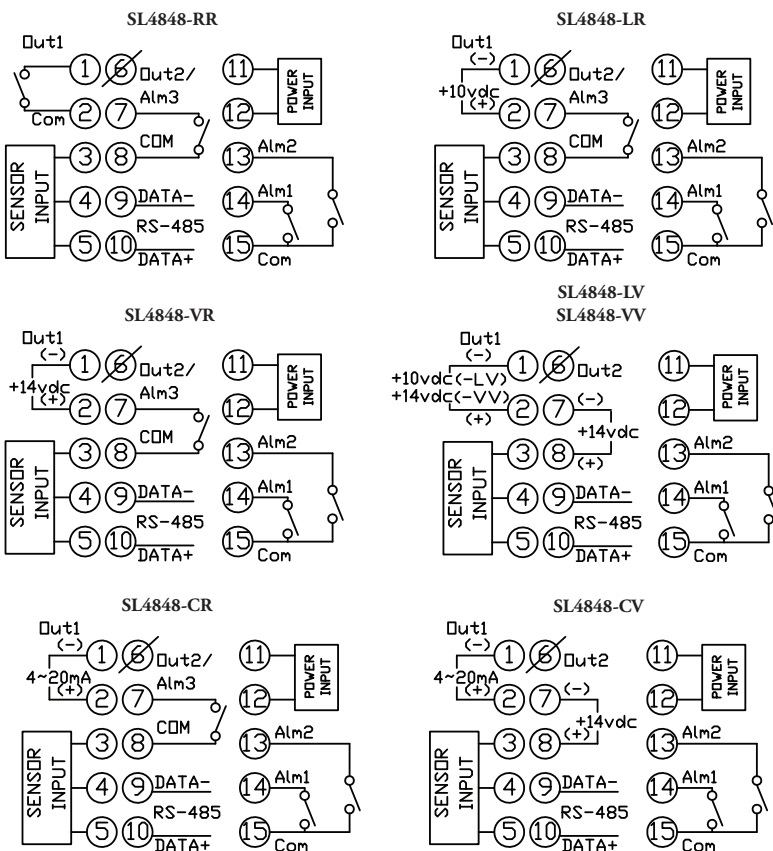 SL4848-RR
Out1
1 6 Out2/ 11
Alm3
Com 2 7 12
POWER INPUT
COM
3 8 13 Alm2
SENSOR INPUT
4 9 DATA- 14 Alm1
RS-485
5 10 DATA+ 15 Com
SL4848-LR
Out1
(-) 1 6 Out2/ 11
+10vdc Alm3
(+) 2 7 12
POWER INPUT
COM
3 8 13 Alm2
SENSOR INPUT
4 9 DATA- 14 Alm1
RS-485
5 10 DATA+ 15 Com
SL4848-VR
Out1
(-) 1 6 Out2/ 11
+14vdc Alm3
(+) 2 7 12
POWER INPUT
COM
3 8 13 Alm2
SENSOR INPUT
4 9 DATA- 14 Alm1
RS-485
5 10 DATA+ 15 Com
SL4848-LV
SL4848-VV
Out1
(-) 1 6 Out2 11
+10vdc(-LV)
+14vdc(-VV) 2 7 (-) 12
(+)
POWER INPUT
+14vdc
3 8 (+) 13 Alm2
SENSOR INPUT
4 9 DATA- 14 Alm1
RS-485
5 10 DATA+ 15 Com
SL4848-CR
Out1
(-) 1 6 Out2/ 11
4~20mA Alm3
(+) 2 7 12
POWER INPUT
COM
3 8 13 Alm2
SENSOR INPUT
4 9 DATA- 14 Alm1
RS-485
5 10 DATA+ 15 Com
SL4848-CV
Out1
(-) 1 6 Out2 11
4~20mA
(+) 2 7 (-) 12
POWER INPUT
+14vdc
3 8 (+) 13 Alm2
SENSOR INPUT
4 9 DATA- 14 Alm1
RS-485
5 10 DATA+ 15 Com